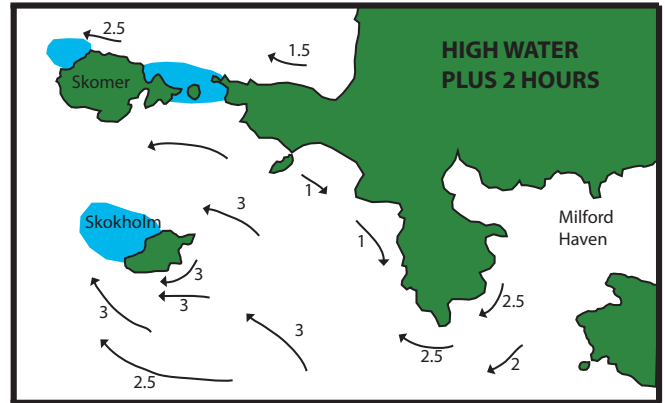 2.5
1.5
HIGH WATER
PLUS 2 HOURS
Skomer
1
3
Skokholm
Milford
Haven
1
3
3
3
3
2.5
2.5
2
2.5